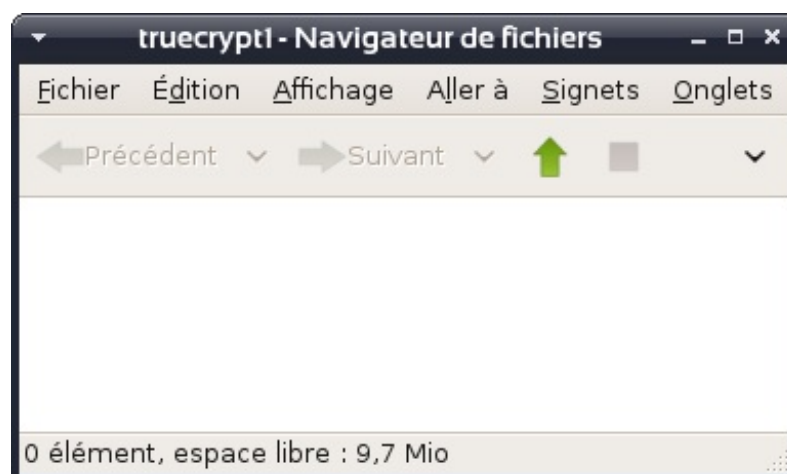 truecrypt1 - Navigateur de fichiers
Fichier Édition Affichage Aller à Signets Onglets
Précédent Suivant
0 élément, espace libre : 9,7 Mio